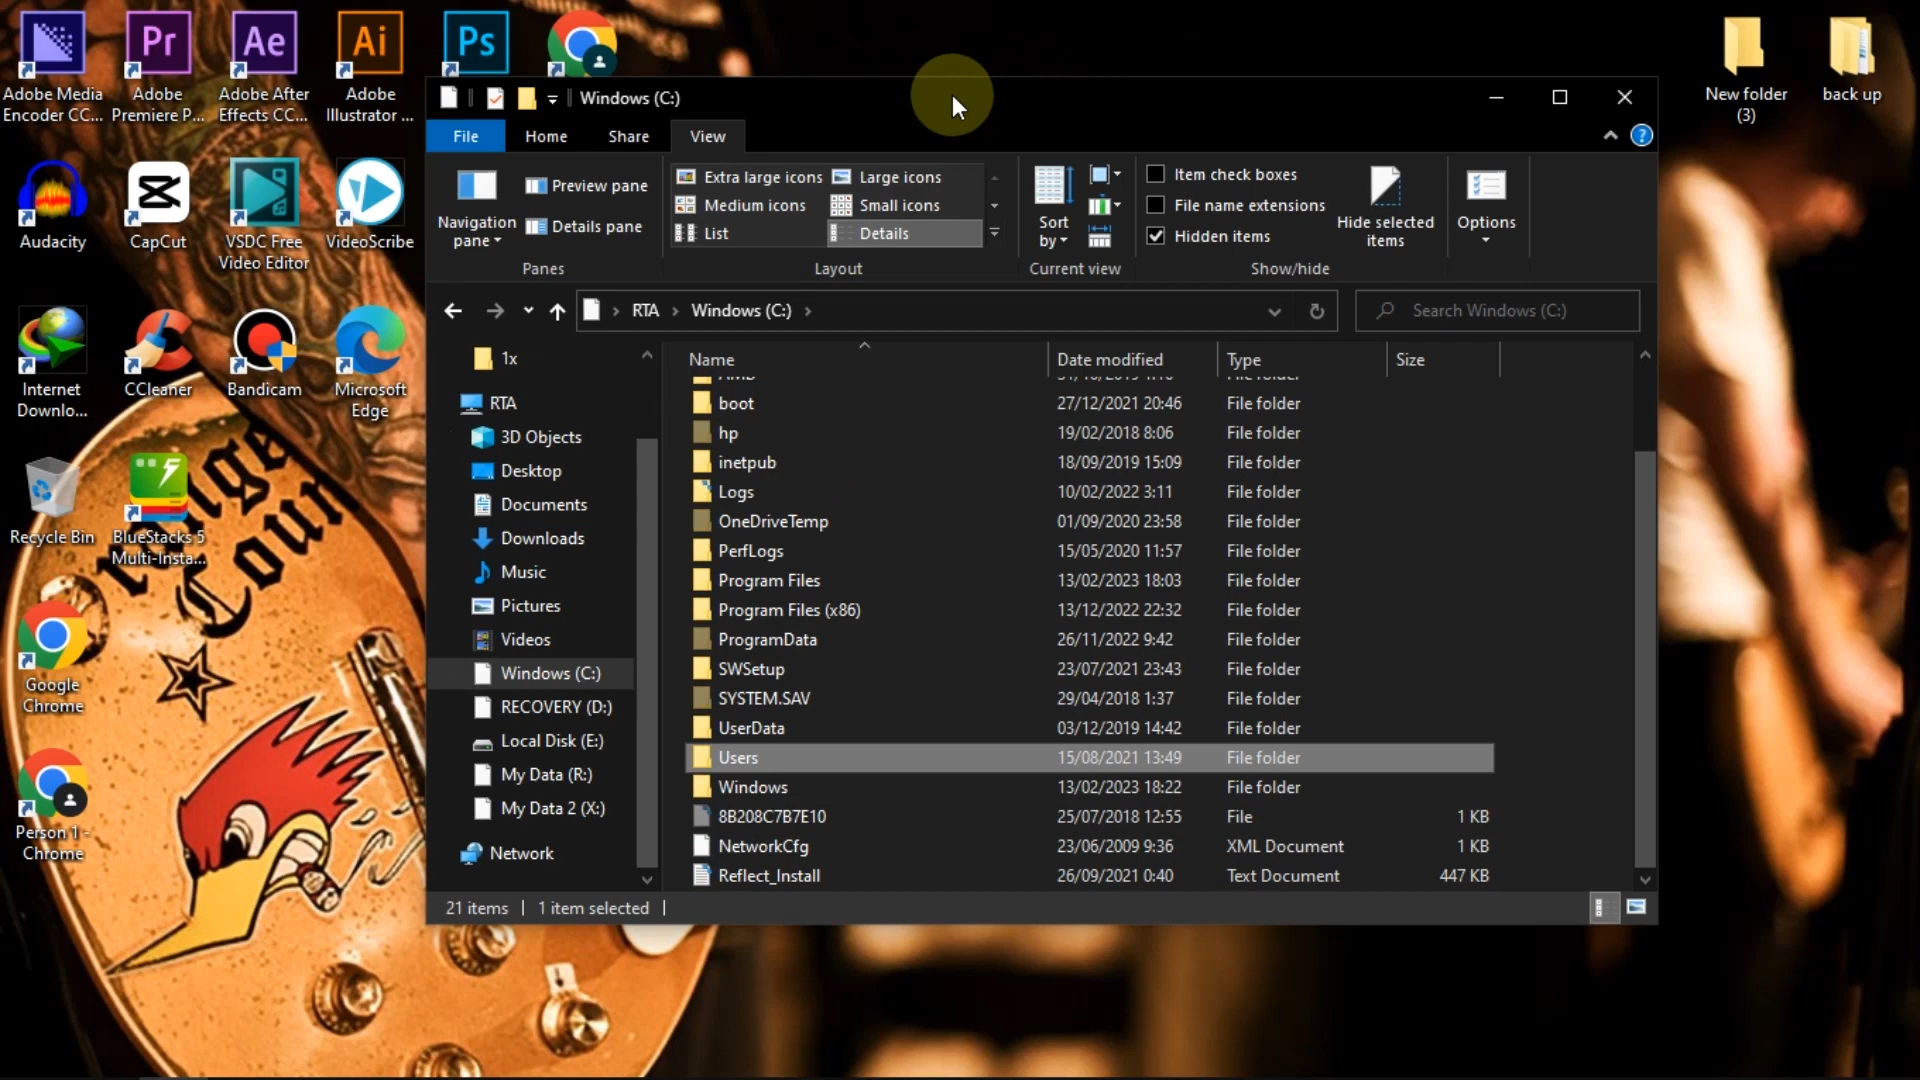 Adobe Media
Encoder CC...
Adobe
Premiere P...
Adobe After
Effects CC...
Adobe
Illustrator ...
Pr
Ae
Ai
Ps
New folder
(3)
back up
Audacity
CapCut
VSDC Free
Video Editor
VideoScribe
Internet
Downlo...
CCleaner
Bandicam
Microsoft
Edge
Recycle Bin
BlueStacks 5
Multi-Insta...
Google
Chrome
Person 1 -
Chrome
Windows (C:)
File
Home
Share
View
Navigation
pane
Preview pane
Details pane
Panes
Extra large icons
Large icons
Medium icons
Small icons
List
Details
Layout
Sort
by
Current view
Item check boxes
File name extensions
Hidden items
Hide selected
items
Show/hide
Options
RTA
Windows (C:)
Search Windows (C:)
1x
RTA
3D Objects
Desktop
Documents
Downloads
Music
Pictures
Videos
Windows (C:)
RECOVERY (D:)
Local Disk (E:)
My Data (R:)
My Data 2 (X:)
Network
Name Date modified Type Size
boot 27/12/2021 20:46 File folder
hp 19/02/2018 8:06 File folder
inetpub 18/09/2019 15:09 File folder
Logs 10/02/2022 3:11 File folder
OneDriveTemp 01/09/2020 23:58 File folder
PerfLogs 15/05/2020 11:57 File folder
Program Files 13/02/2023 18:03 File folder
Program Files (x86) 13/12/2022 22:32 File folder
ProgramData 26/11/2022 9:42 File folder
SWSetup 23/07/2021 23:43 File folder
SYSTEM.SAV 29/04/2018 1:37 File folder
UserData 03/12/2019 14:42 File folder
Users 15/08/2021 13:49 File folder
Windows 13/02/2023 18:22 File folder
8B208C7B7E10 25/07/2018 12:55 File 1 KB
NetworkCfg 23/06/2009 9:36 XML Document 1 KB
Reflect_Install 26/09/2021 0:40 Text Document 447 KB
21 items
1 item selected